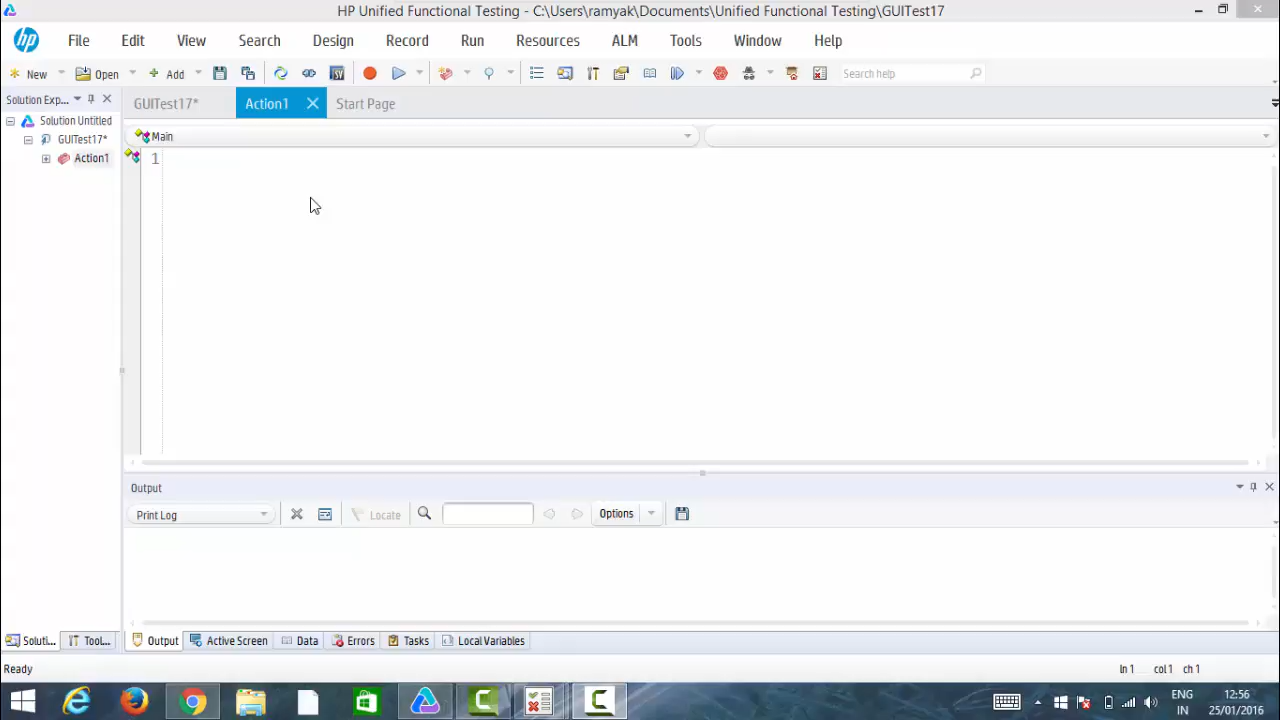 HP Unified Functional Testing - C:\Users\ramyak\Documents\Unified Functional Testing\GUITest17
hp File Edit View Search Design Record Run Resources ALM Tools Window Help
New Open Add Search help
Solution Exp... GUITest17* Action1 Start Page
Solution Untitled
GUITest17*
Action1
Main
1
Output
Print Log Locate Options
Soluti... Tool... Output Active Screen Data Errors Tasks Local Variables
Ready ln 1 col 1 ch 1
ENG 12:56
IN 25/01/2016